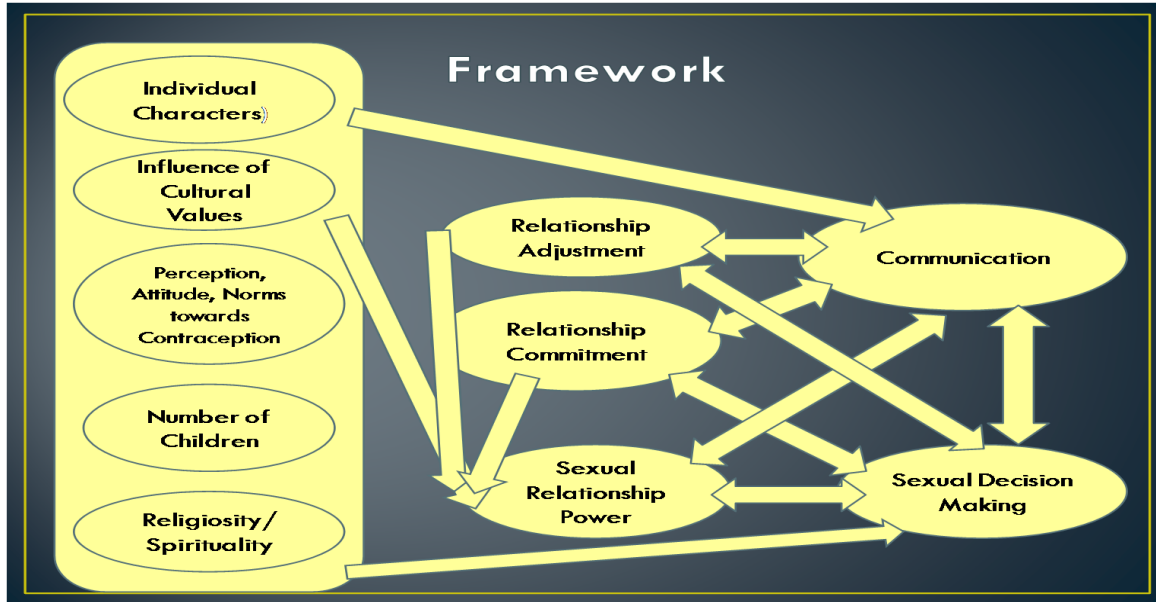 Framework
Individual
Characters)
Influence of
Cultural
Values
Perception,
Attitude, Norms
towards
Contraception
Number of
Children
Religiosity/
Spirituality
Relationship
Adjustment
Relationship
Commitment
Sexual
Relationship
Power
Communication
Sexual Decision
Making